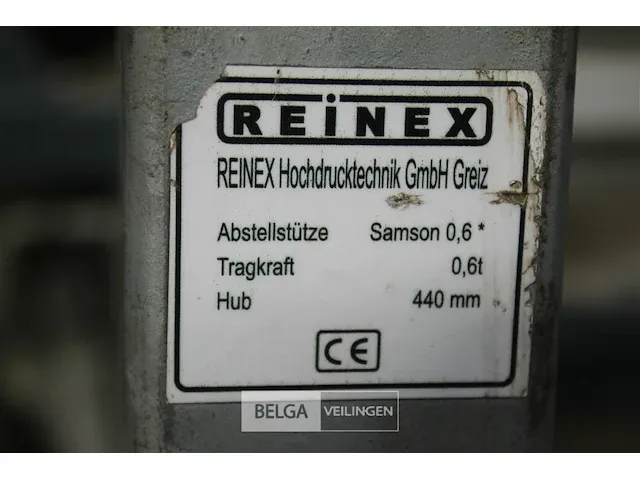 REiNEX
REINEX Hochdrucktechnik GmbH Greiz
Abstellstütze Samson 0,6 *
Tragkraft 0,6t
Hub 440 mm
CE
BELGA VEILINGEN